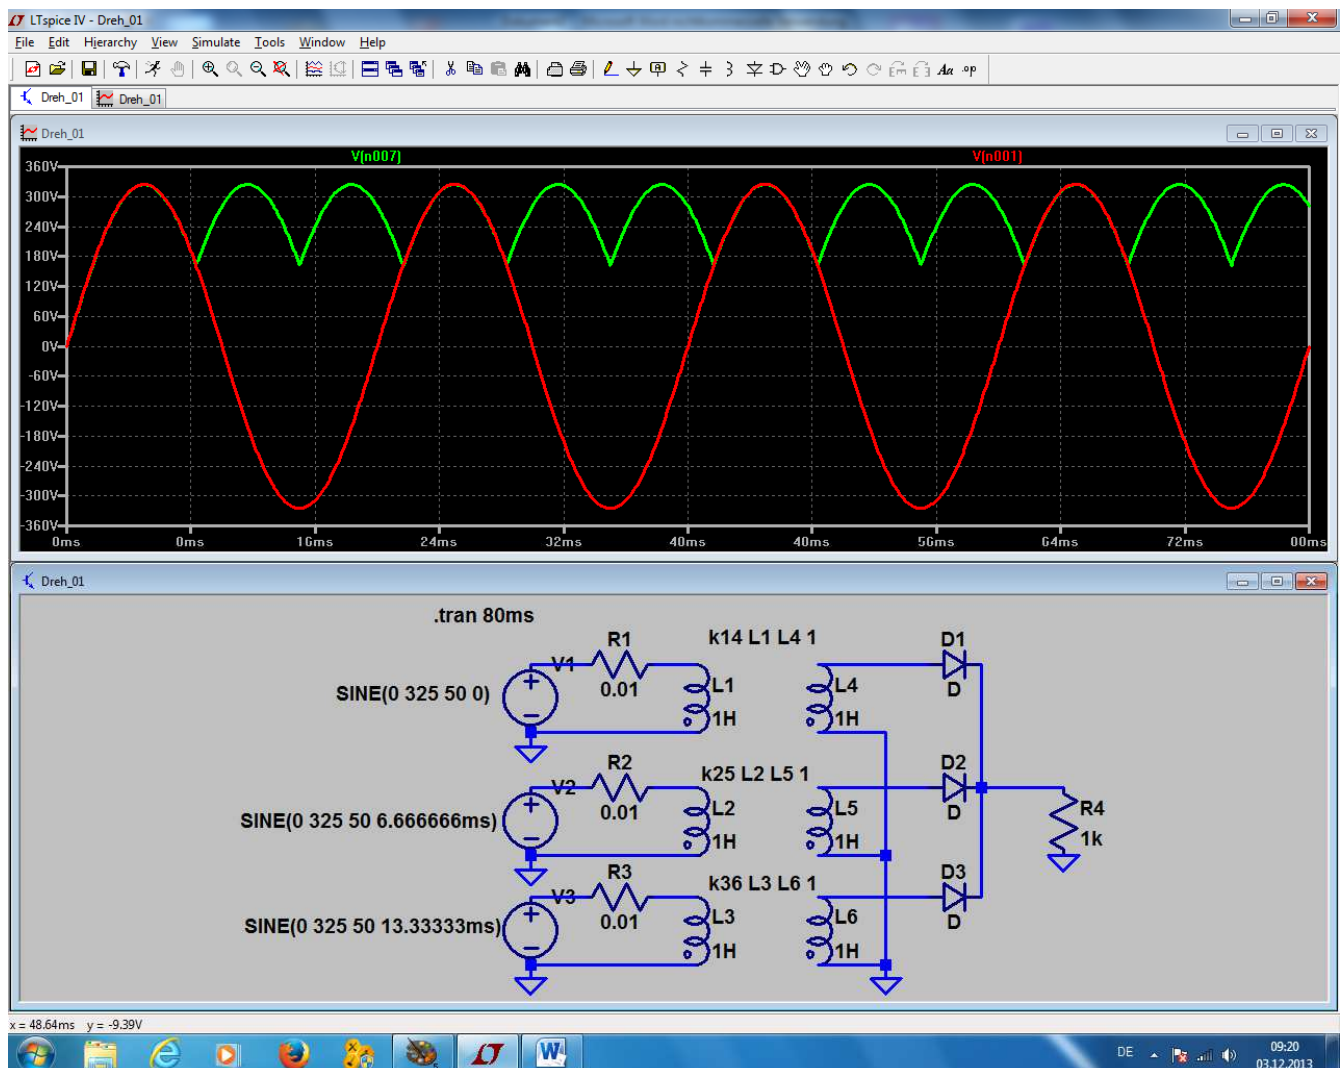 LTspice IV - Dreh_01
File Edit Hierarchy View Simulate Tools Window Help
Aa .op
Dreh_01 Dreh_01
Dreh_01
V(n007) V(n001)
360V
300V
240V
180V
120V
60V
0V
-60V
-120V
-180V
-240V
-300V
-360V
0ms 0ms 16ms 24ms 32ms 40ms 40ms 56ms 64ms 72ms 00ms
Dreh_01
.tran 80ms
R1 k14 L1 L4 1 D1
V1
SINE(0 325 50 0) 0.01 L1 L4 D
1H 1H
R2 k25 L2 L5 1 D2
V2
SINE(0 325 50 6.666666ms) 0.01 L2 L5 D R4
1H 1H 1k
R3 k36 L3 L6 1 D3
V3
SINE(0 325 50 13.33333ms) 0.01 L3 L6 D
1H 1H
x = 48.64ms y = -9.39V
W DE 09:20
03.12.2013